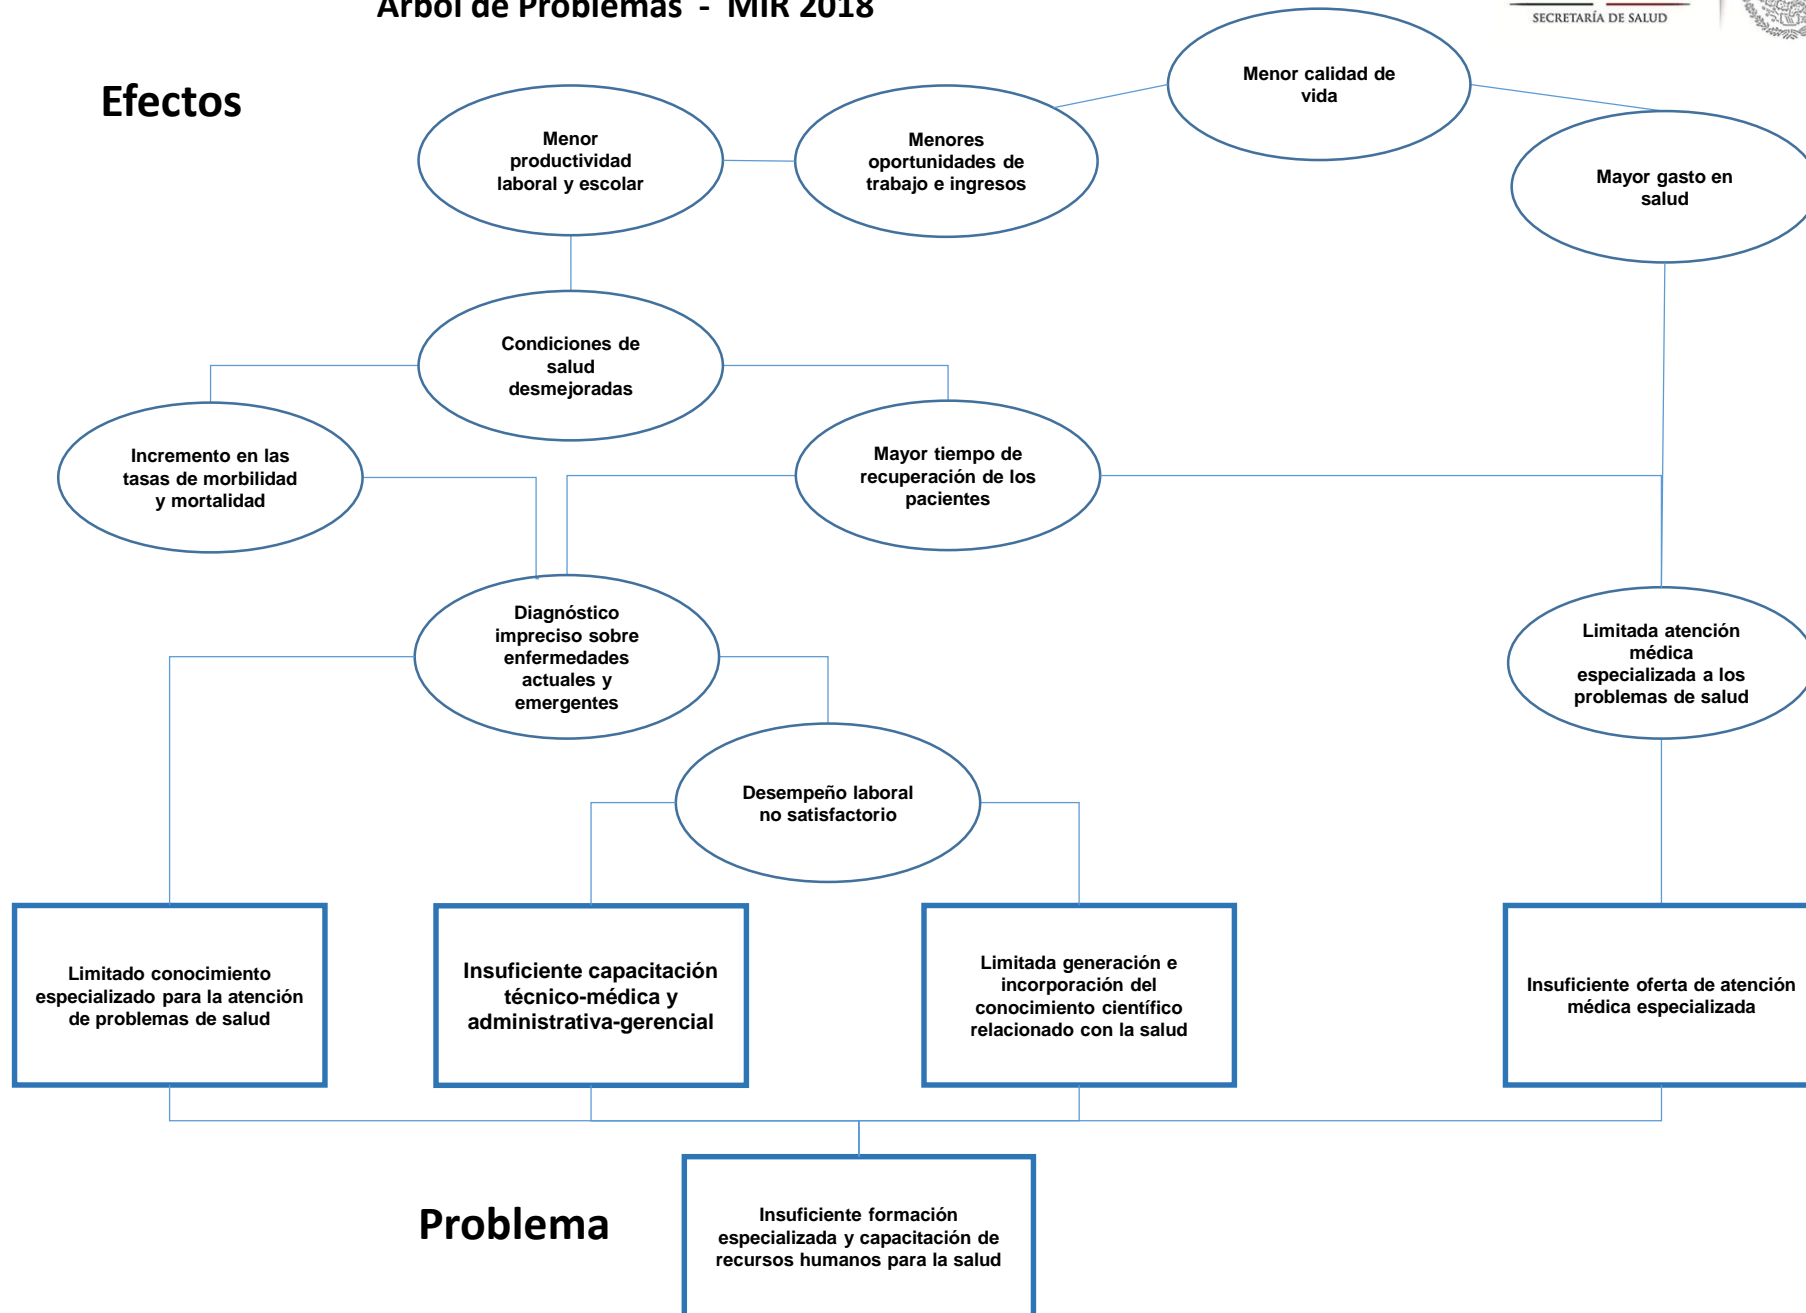 Árbol de Problemas - MIR 2018
SECRETARÍA DE SALUD
Efectos
Menor calidad de
vida
Menor
productividad
laboral y escolar
Menores
oportunidades de
trabajo e ingresos
Mayor gasto en
salud
Condiciones de
salud
desmejoradas
Incremento en las
tasas de morbilidad
y mortalidad
Mayor tiempo de
recuperación de los
pacientes
Diagnóstico
impreciso sobre
enfermedades
actuales y
emergentes
Limitada atención
médica
especializada a los
problemas de salud
Desempeño laboral
no satisfactorio
Limitado conocimiento
especializado para la atención
de problemas de salud
Insuficiente capacitación
técnico-médica y
administrativa-gerencial
Limitada generación e
incorporación del
conocimiento científico
relacionado con la salud
Insuficiente oferta de atención
médica especializada
Problema
Insuficiente formación
especializada y capacitación de
recursos humanos para la salud